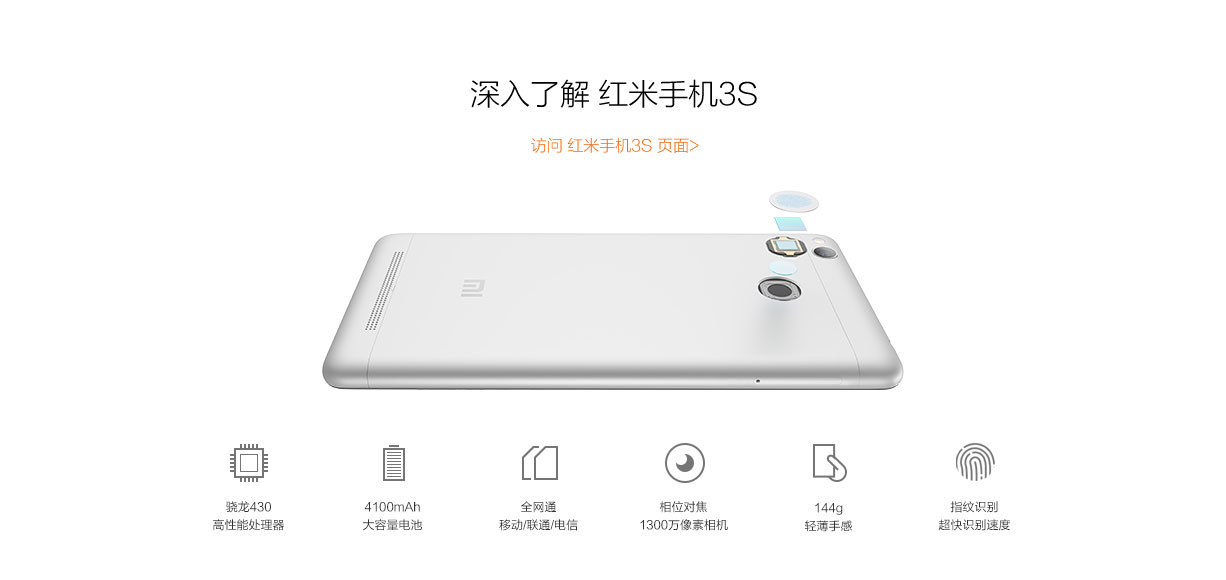 深入了解 红米手机3S
访问 红米手机3S 页面>
骁龙430
高性能处理器
4100mAh
大容量电池
全网通
移动/联通/电信
相位对焦
1300万像素相机
144g
轻薄手感
指纹识别
超快识别速度